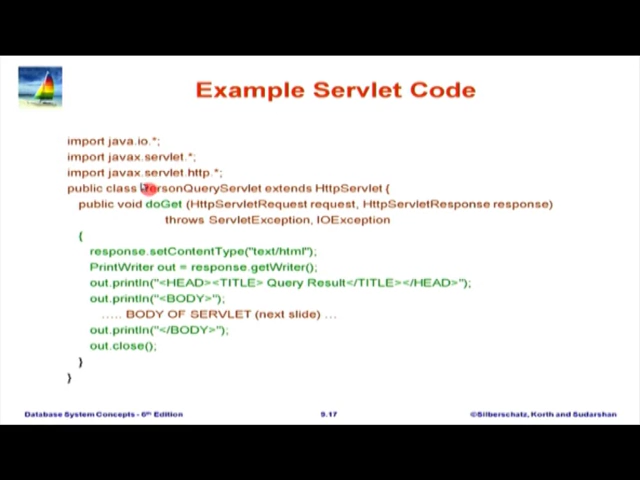 Example Servlet Code
import java.io.*;
import javax.servlet.*;
import javax.servlet.http.*;
public class PersonQueryServlet extends HttpServlet {
public void doGet (HttpServletRequest request, HttpServletResponse response)
throws ServletException, IOException
{
response.setContentType("text/html");
PrintWriter out = response.getWriter();
out.println("<HEAD><TITLE> Query Result</TITLE></HEAD>");
out.println("<BODY>");
..... BODY OF SERVLET (next slide) ...
out.println("</BODY>");
out.close();
}
}
Database System Concepts - 6th Edition
9.17
©Silberschatz, Korth and Sudarshan